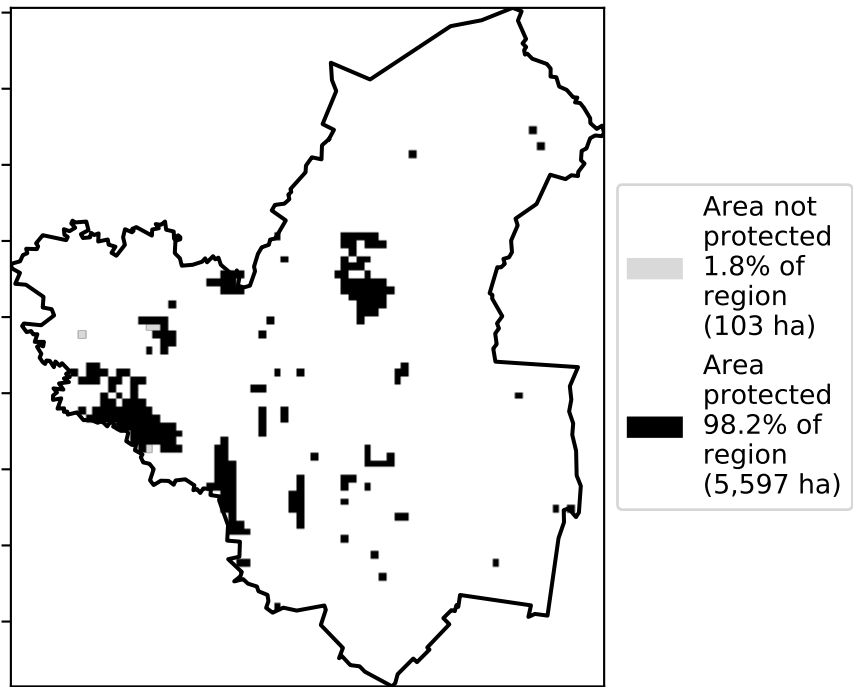 Area not
protected
1.8% of
region
(103 ha)
Area
protected
98.2% of
region
(5,597 ha)